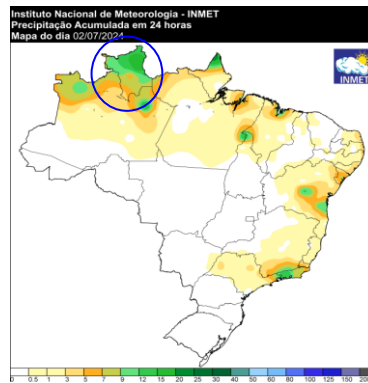 Instituto Nacional de Meteorologia - INMET
Precipitação Acumulada em 24 horas
Mapa do dia 02/07/2024
INMET
0 0.5 1 3 5 7 9 12 15 20 25 30 40 50 60 80 100 125 150 200